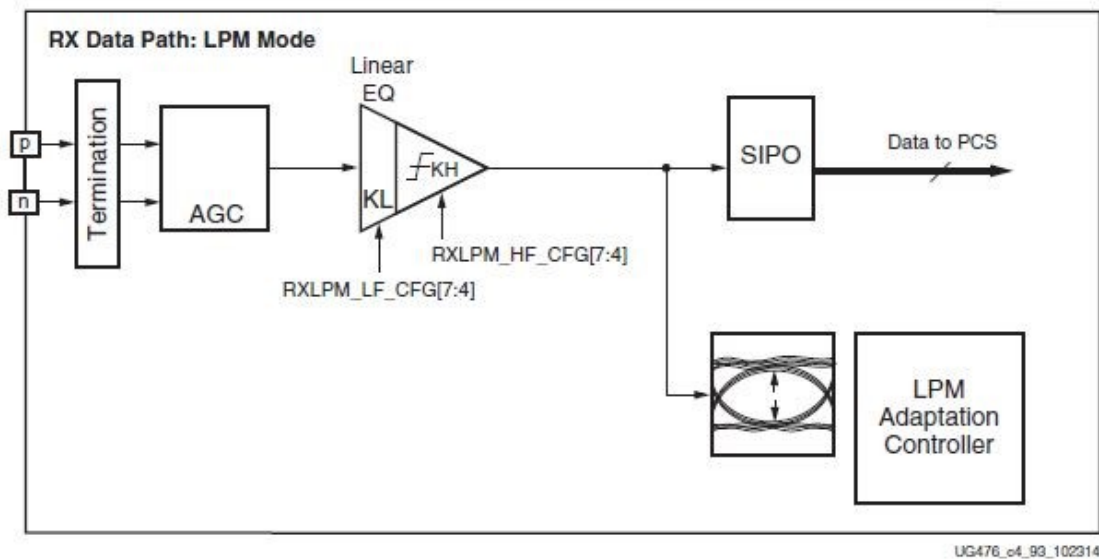 RX Data Path: LPM Mode
Linear
EQ
p
n
Termination
AGC
KL
KH
SIPO
Data to PCS
RXLPM_HF_CFG[7:4]
RXLPM_LF_CFG[7:4]
LPM
Adaptation
Controller
UG476_c4_93_102314